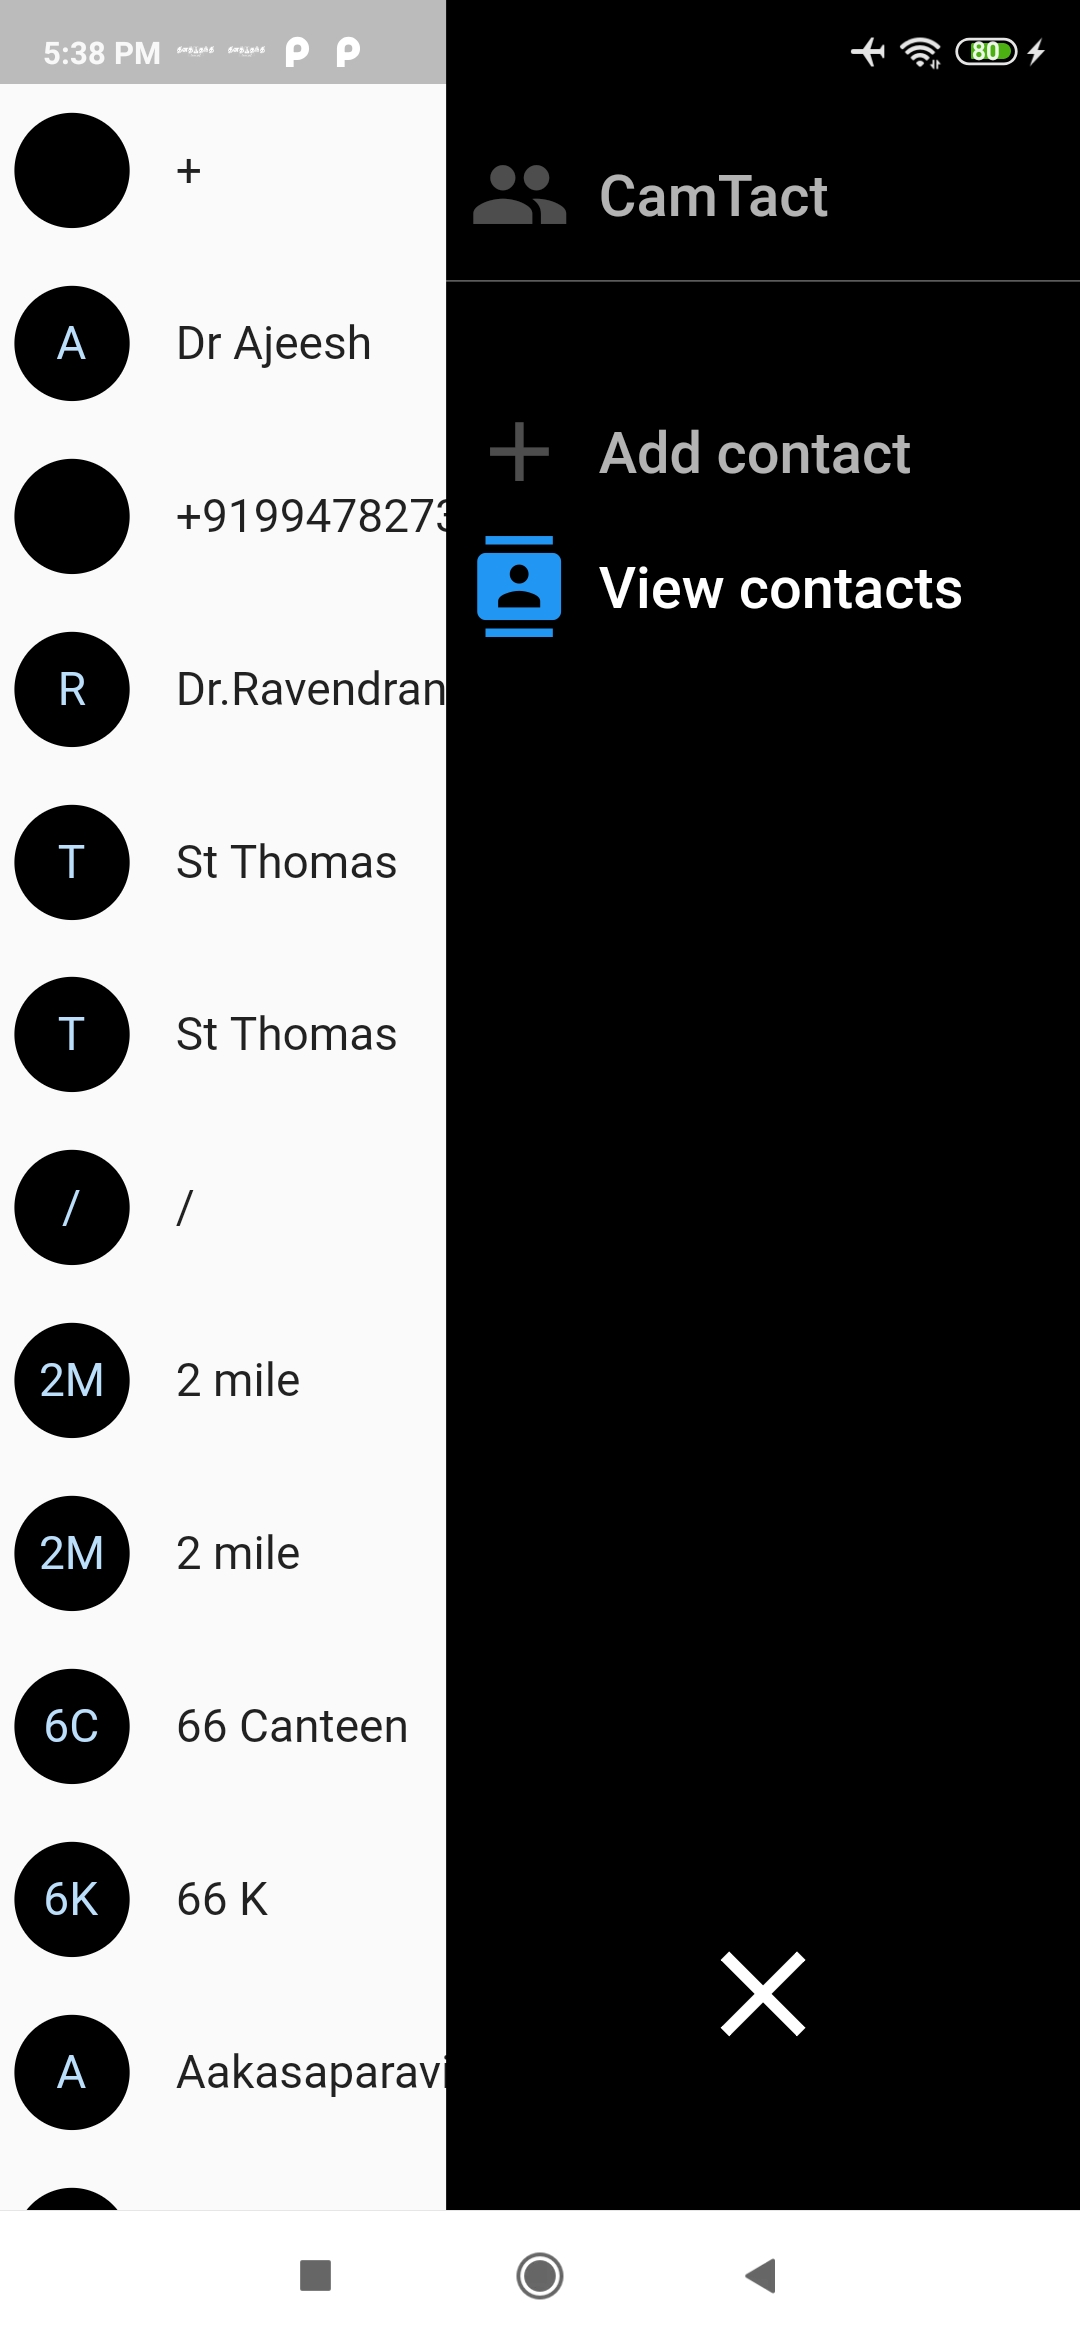 5:38 PM
80
+
A
Dr Ajeesh
+9199478273
R
Dr.Ravendran
T
St Thomas
T
St Thomas
/
/
2M
2 mile
2M
2 mile
6C
66 Canteen
6K
66 K
A
Aakasaparavi
CamTact
Add contact
View contacts